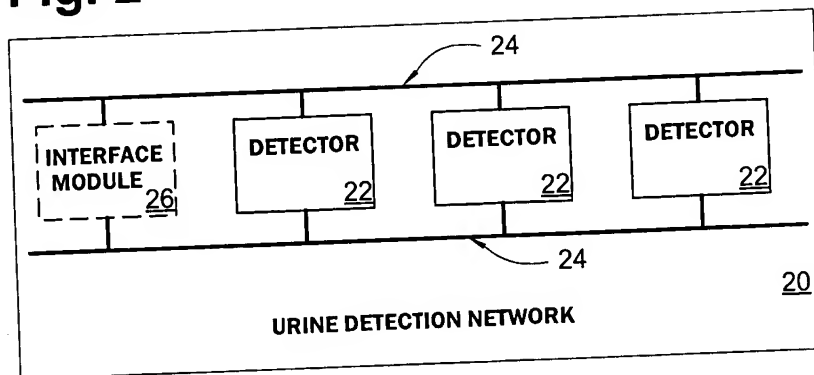 Fig. 2
24
INTERFACE
MODULE
26
DETECTOR
22
DETECTOR
22
DETECTOR
22
24
20
URINE DETECTION NETWORK